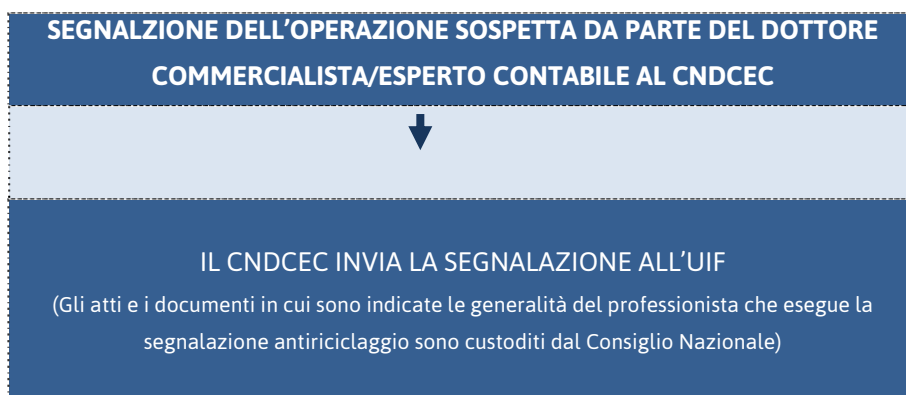 SEGNALZIONE DELL’OPERAZIONE SOSPETTA DA PARTE DEL DOTTORE
COMMERCIALISTA/ESPERTO CONTABILE AL CNDCEC
IL CNDCEC INVIA LA SEGNALAZIONE ALL’UIF
(Gli atti e i documenti in cui sono indicate le generalità del professionista che esegue la
segnalazione antiriciclaggio sono custoditi dal Consiglio Nazionale)